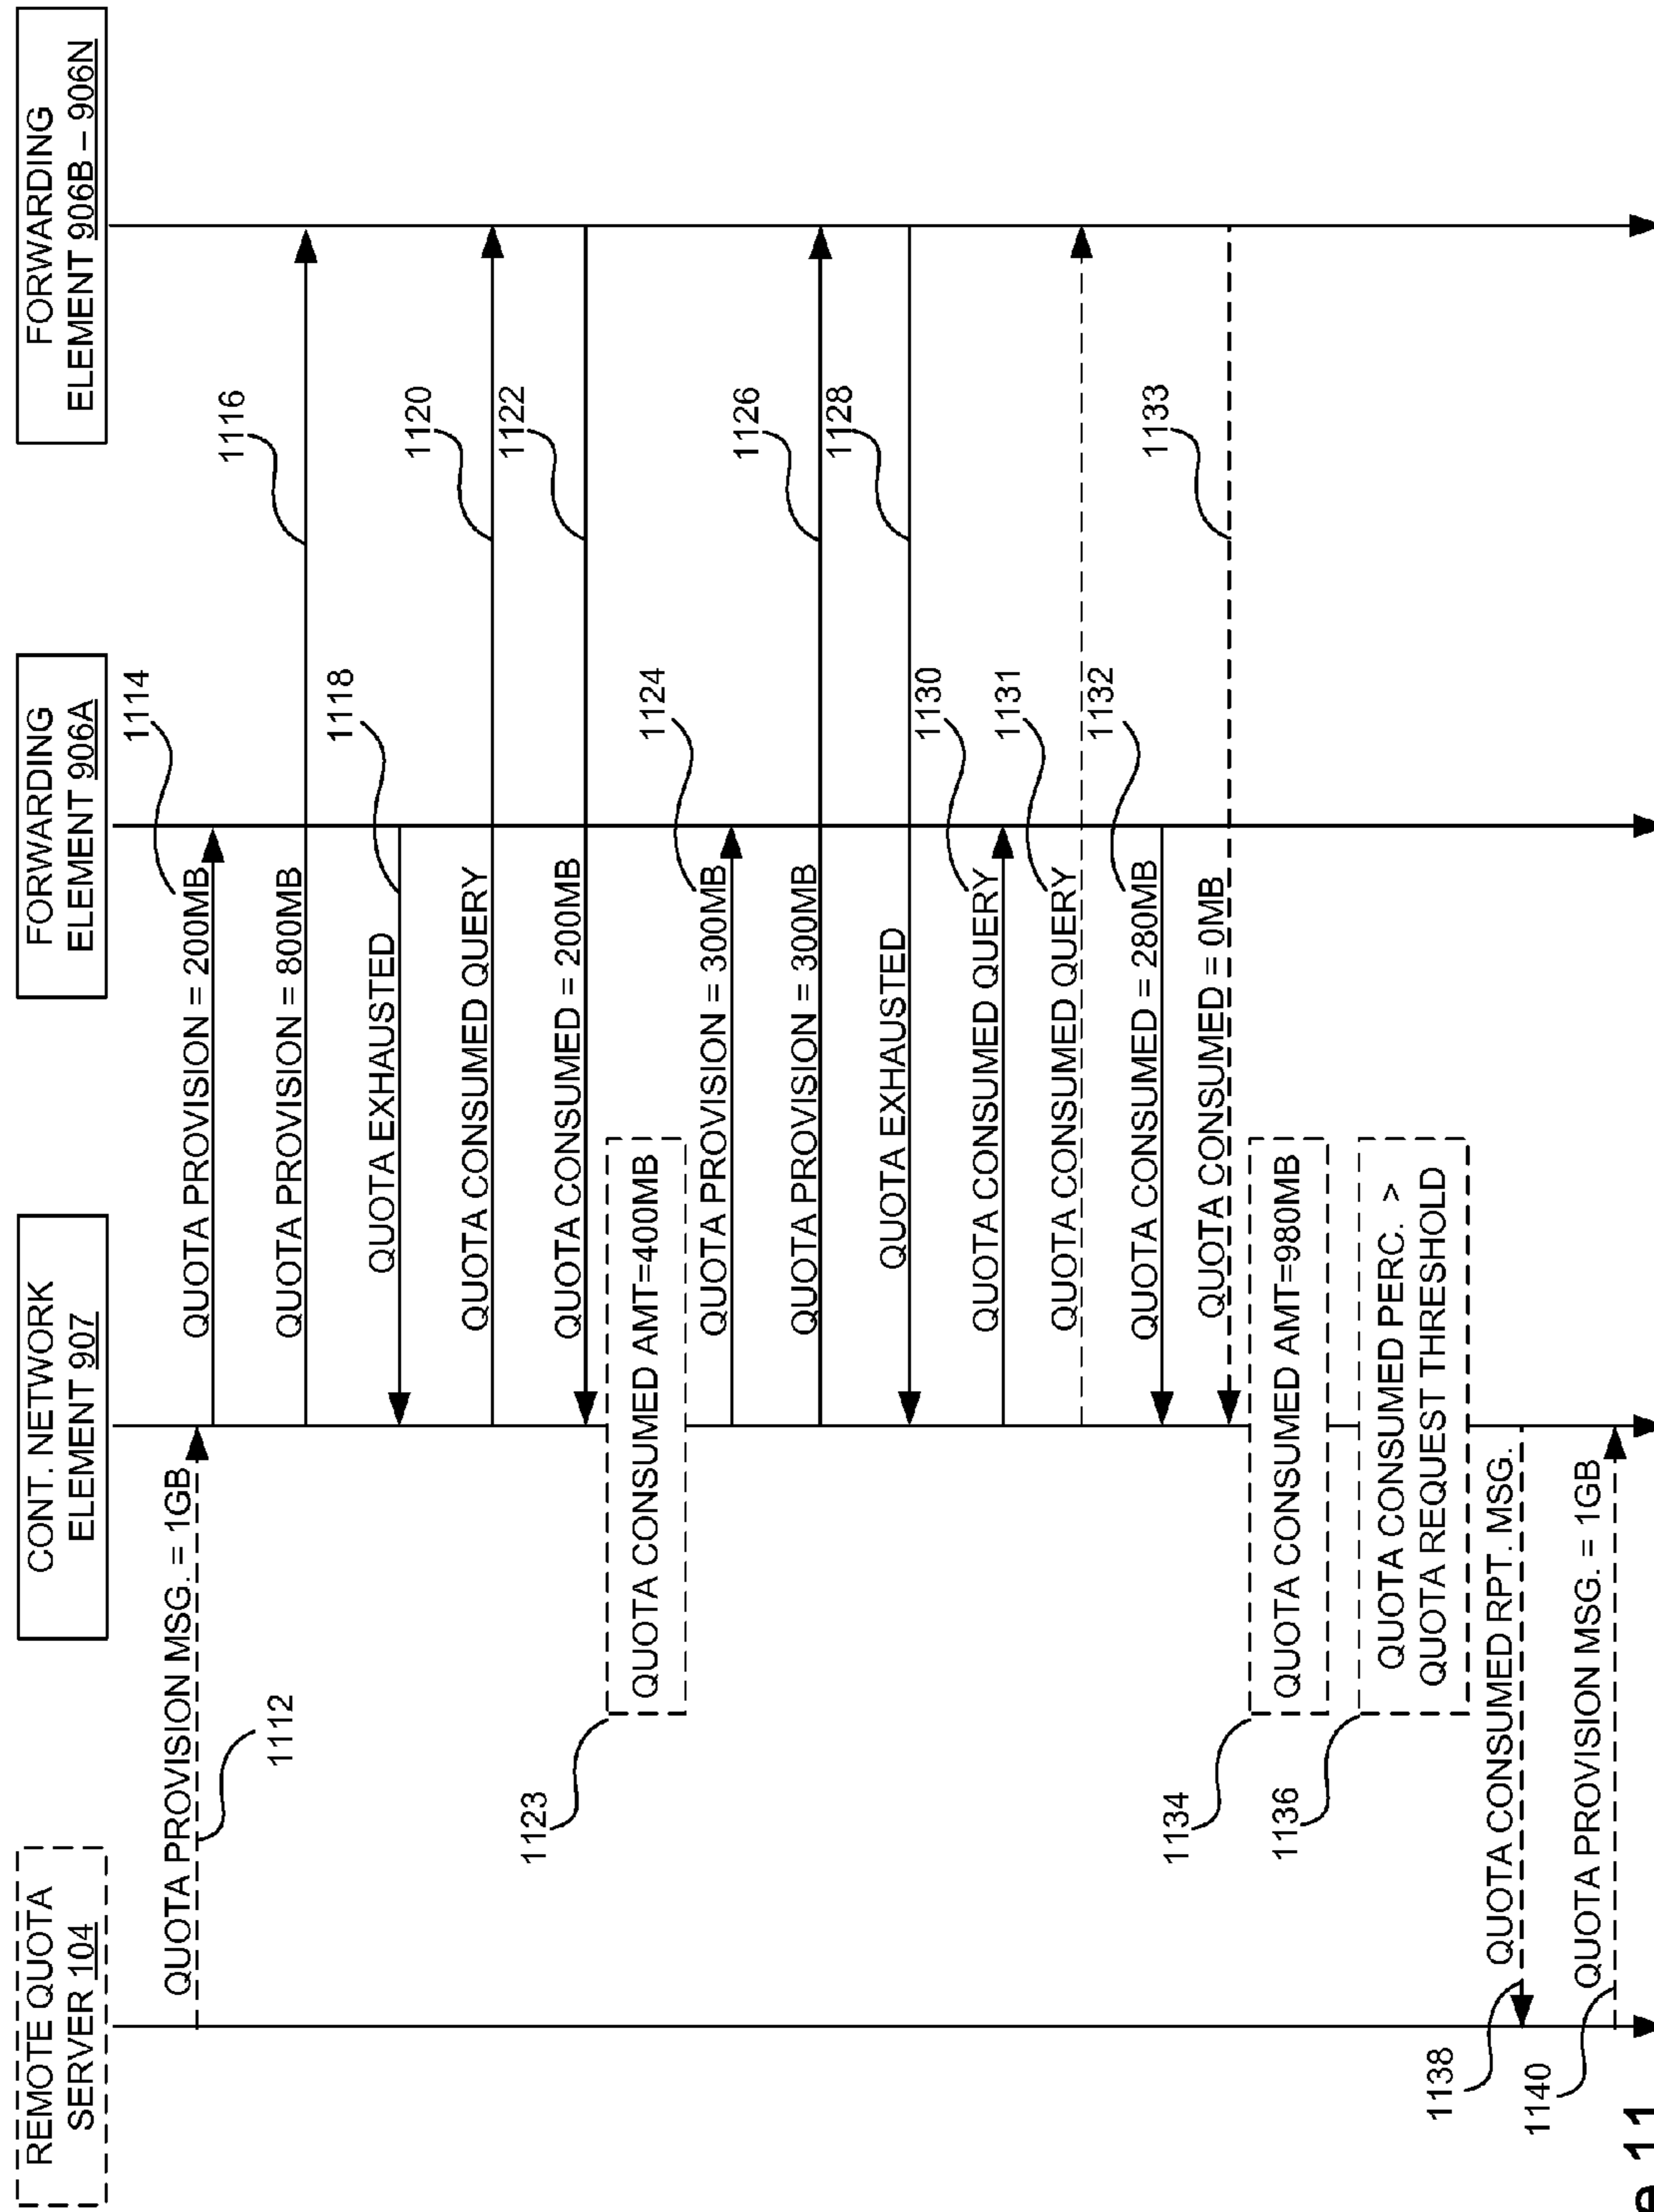 REMOTE QUOTA
SERVER 104
CONT. NETWORK
ELEMENT 907
FORWARDING
ELEMENT 906A
FORWARDING
ELEMENT 906B – 906N
QUOTA PROVISION MSG. = 1GB
1112
QUOTA PROVISION = 200MB
1114
QUOTA PROVISION = 800MB
1116
QUOTA EXHAUSTED
1118
QUOTA CONSUMED QUERY
1120
QUOTA CONSUMED = 200MB
1122
1123
QUOTA CONSUMED AMT=400MB
QUOTA PROVISION = 300MB
1124
QUOTA PROVISION = 300MB
1126
QUOTA EXHAUSTED
1128
QUOTA CONSUMED QUERY
1130
QUOTA CONSUMED QUERY
1131
QUOTA CONSUMED = 280MB
1132
QUOTA CONSUMED = 0MB
1133
1134
QUOTA CONSUMED AMT=980MB
1136
QUOTA CONSUMED PERC. >
QUOTA REQUEST THRESHOLD
1138
QUOTA CONSUMED RPT. MSG.
1140
QUOTA PROVISION MSG. = 1GB
e 11